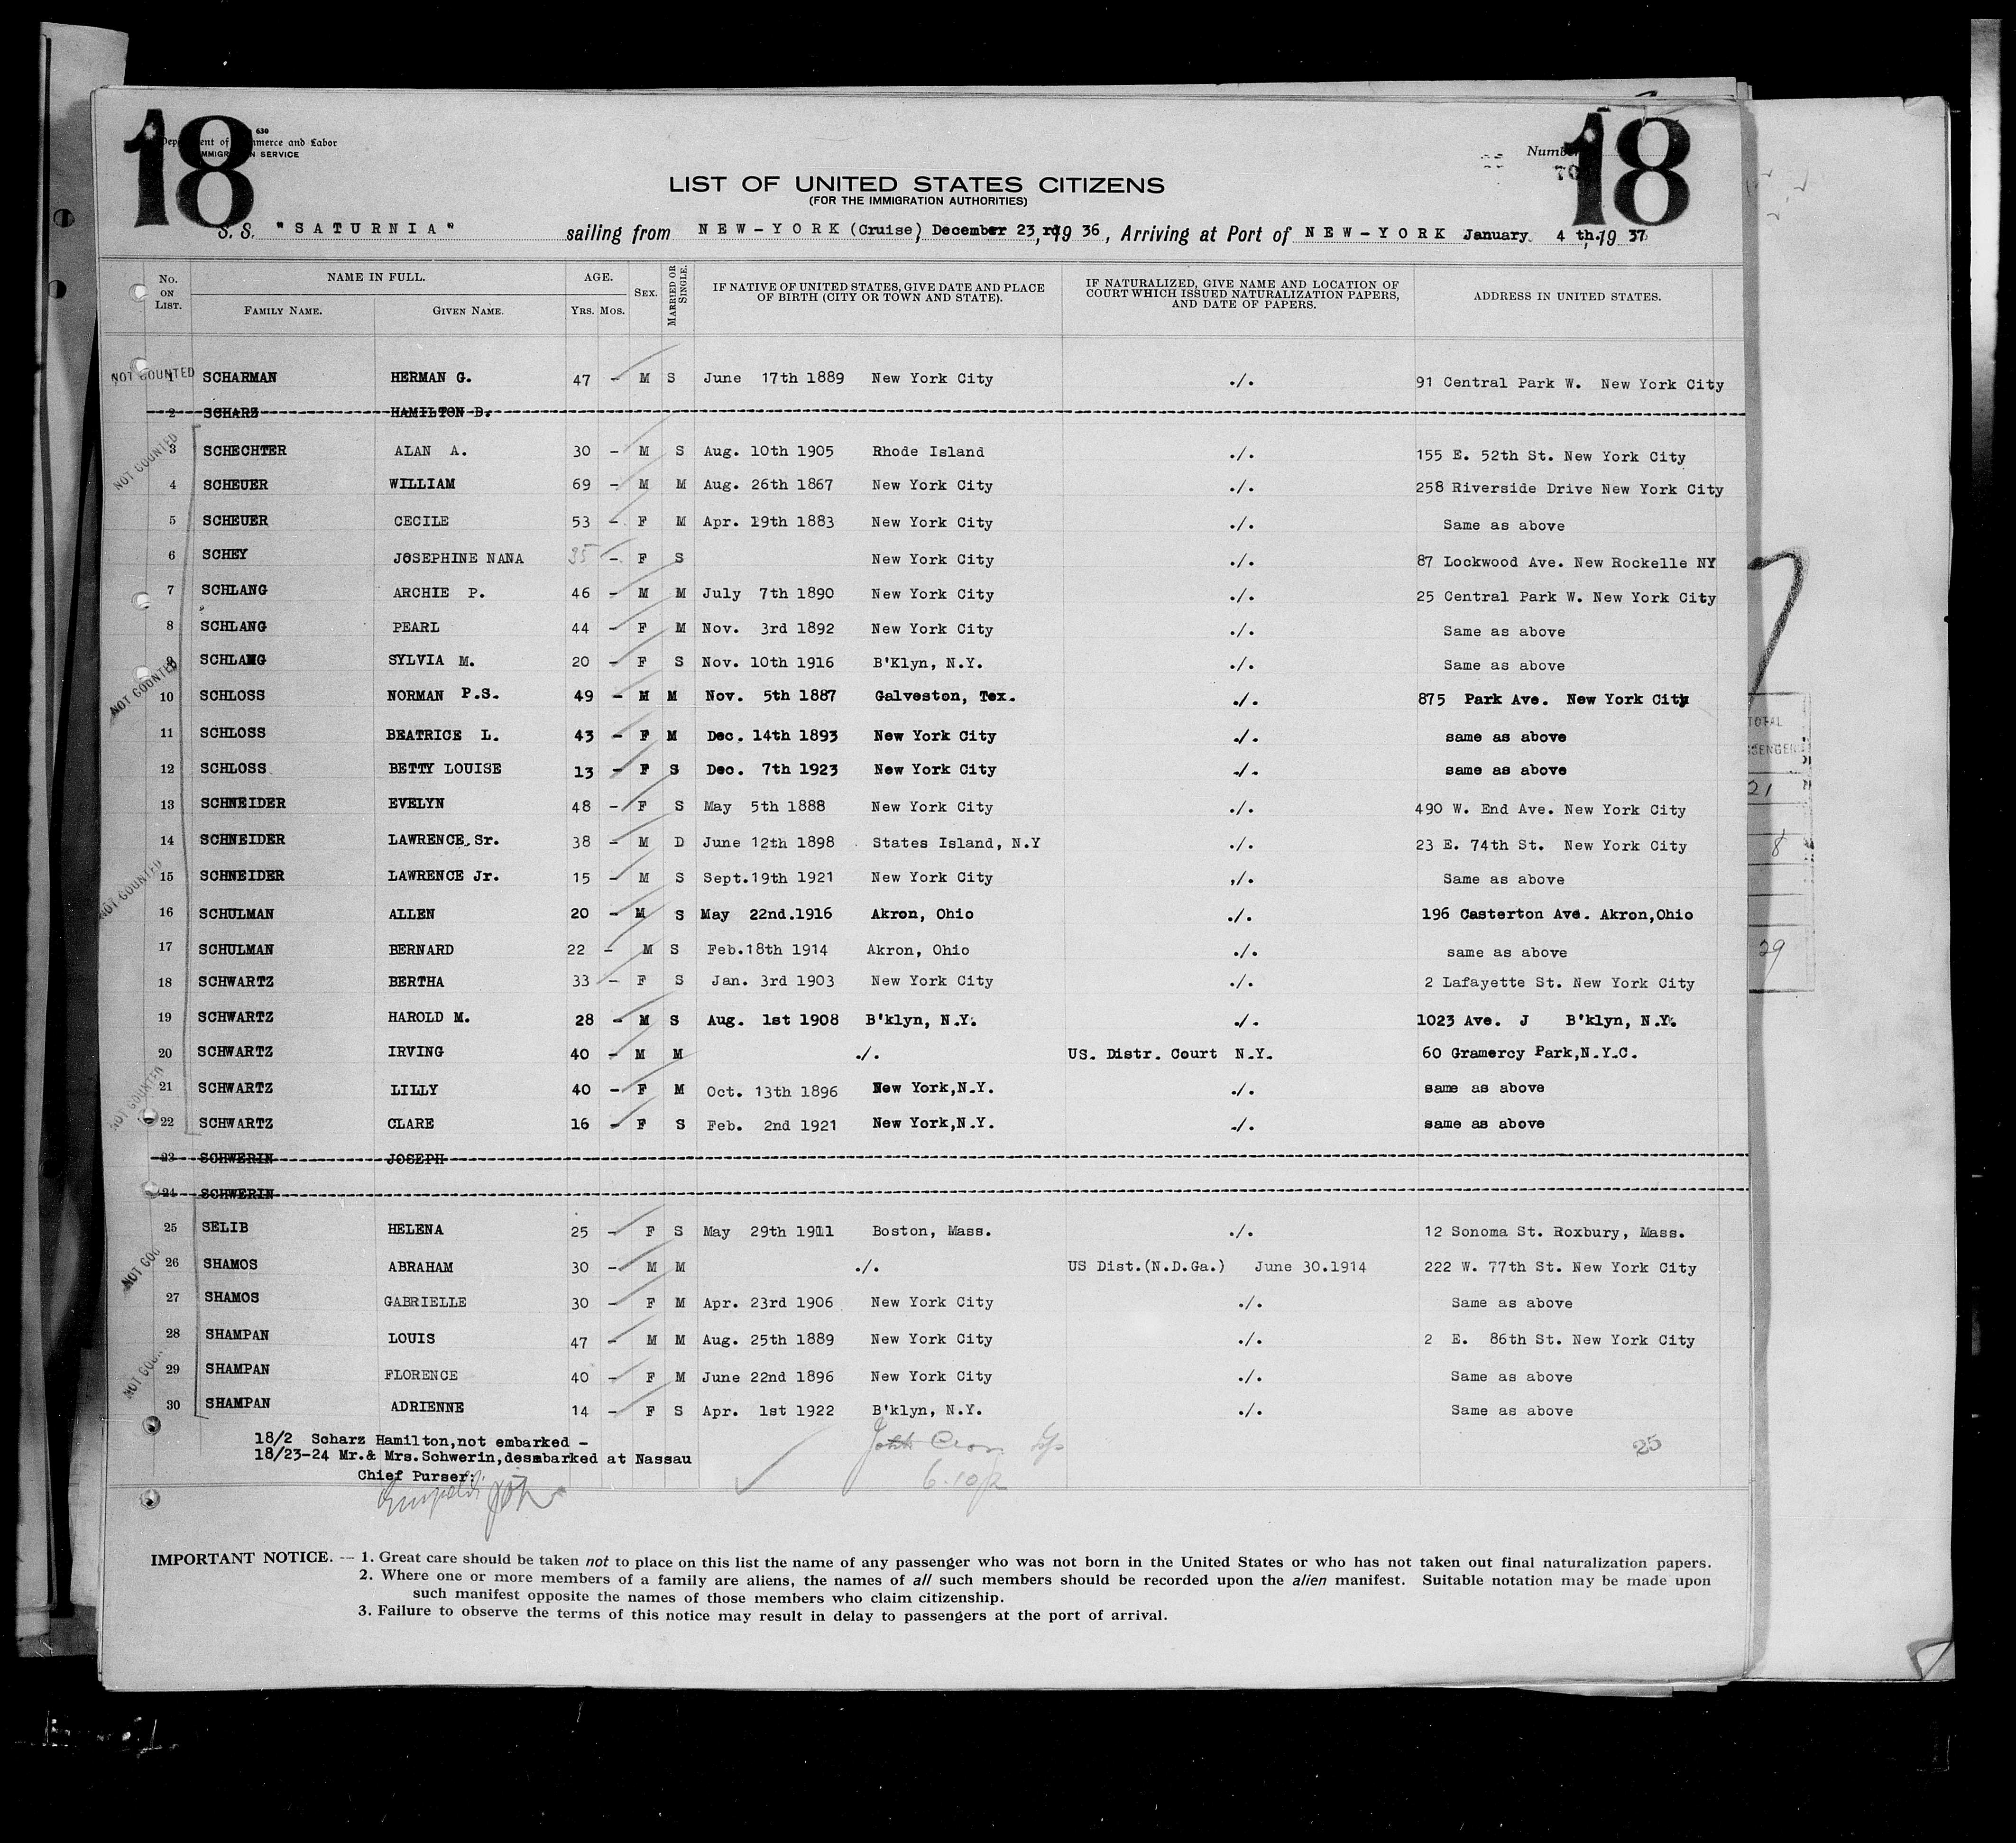 18
18
630
Department of Commerce and Labor
IMMIGRATION SERVICE
Number
70
LIST OF UNITED STATES CITIZENS
(FOR THE IMMIGRATION AUTHORITIES)
S. S. "SATURNIA" sailing from NEW-YORK (Cruise) December 23,rd 19 36, Arriving at Port of NEW-YORK January 4 th, 19 37
No. ON LIST. NAME IN FULL. FAMILY NAME. GIVEN NAME. AGE. YRS. MOS. SEX. MARRIED OR SINGLE. IF NATIVE OF UNITED STATES, GIVE DATE AND PLACE OF BIRTH (CITY OR TOWN AND STATE). IF NATURALIZED, GIVE NAME AND LOCATION OF COURT WHICH ISSUED NATURALIZATION PAPERS, AND DATE OF PAPERS. ADDRESS IN UNITED STATES.
NOT COUNTED
1 SCHARMAN HERMAN G. 47 - M S June 17th 1889 New York City ./. 91 Central Park W. New York City
2 SCHARZ HAMILTON D.
NOT COUNTED
3 SCHECHTER ALAN A. 30 - M S Aug. 10th 1905 Rhode Island ./. 155 E. 52th St. New York City
4 SCHEUER WILLIAM 69 - M M Aug. 26th 1867 New York City ./. 258 Riverside Drive New York City
5 SCHEUER CECILE 53 - F M Apr. 19th 1883 New York City ./. Same as above
6 SCHEY JOSEPHINE NANA 35 - F S New York City ./. 87 Lockwood Ave. New Rockelle NY
7 SCHLANG ARCHIE P. 46 - M M July 7th 1890 New York City ./. 25 Central Park W. New York City
8 SCHLANG PEARL 44 - F M Nov. 3rd 1892 New York City ./. Same as above
9 SCHLANG SYLVIA M. 20 - F S Nov. 10th 1916 B'Klyn, N.Y. ./. Same as above
NOT COUNTED
10 SCHLOSS NORMAN P.S. 49 - M M Nov. 5th 1887 Galveston, Tex. ./. 875 Park Ave. New York City
11 SCHLOSS BEATRICE L. 43 - F M Dec. 14th 1893 New York City ./. same as above
12 SCHLOSS BETTY LOUISE 13 - F S Dec. 7th 1923 New York City ./. same as above
13 SCHNEIDER EVELYN 48 - F S May 5th 1888 New York City ./. 490 W. End Ave. New York City
14 SCHNEIDER LAWRENCE, Sr. 38 - M D June 12th 1898 States Island, N.Y ./. 23 E. 74th St. New York City
15 SCHNEIDER LAWRENCE Jr. 15 - M S Sept.19th 1921 New York City ,/. Same as above
NOT COUNTED
16 SCHULMAN ALLEN 20 - M S May 22nd.1916 Akron, Ohio ./. 196 Casterton Ave. Akron,Ohio
17 SCHULMAN BERNARD 22 - M S Feb.18th 1914 Akron, Ohio ./. same as above
18 SCHWARTZ BERTHA 33 - F S Jan. 3rd 1903 New York City ./. 2 Lafayette St. New York City
19 SCHWARTZ HAROLD M. 28 - M S Aug. 1st 1908 B'klyn, N.Y. ./. 1023 Ave. J B'klyn, N.Y.
20 SCHWARTZ IRVING 40 - M M ./. US. Distr. Court N.Y. 60 Gramercy Park,N.Y.C.
21 SCHWARTZ LILLY 40 - F M Oct. 13th 1896 New York,N.Y. ./. same as above
NOT COUNTED
22 SCHWARTZ CLARE 16 - F S Feb. 2nd 1921 New York,N.Y. ./. same as above
23 SCHWERIN JOSEPH
24 SCHWERIN
25 SELIB HELENA 25 - F S May 29th 1911 Boston, Mass. ./. 12 Sonoma St. Roxbury, Mass.
NOT COU
26 SHAMOS ABRAHAM 30 - M M ./. US Dist.(N.D.Ga.) June 30.1914 222 W. 77th St. New York City
27 SHAMOS GABRIELLE 30 - F M Apr. 23rd 1906 New York City ./. Same as above
28 SHAMPAN LOUIS 47 - M M Aug. 25th 1889 New York City ./. 2 E. 86th St. New York City
NOT COUN
29 SHAMPAN FLORENCE 40 - F M June 22nd 1896 New York City ./. Same as above
30 SHAMPAN ADRIENNE 14 - F S Apr. 1st 1922 B'klyn, N.Y. ./. Same as above
18/2 Scharz Hamilton,not embarked -
18/23-24 Mr.& Mrs.Schwerin,desmbarked at Nassau
Chief Purser:
25
IMPORTANT NOTICE. — 1. Great care should be taken not to place on this list the name of any passenger who was not born in the United States or who has not taken out final naturalization papers.
2. Where one or more members of a family are aliens, the names of all such members should be recorded upon the alien manifest. Suitable notation may be made upon
such manifest opposite the names of those members who claim citizenship.
3. Failure to observe the terms of this notice may result in delay to passengers at the port of arrival.
TOTAL
21
8
29